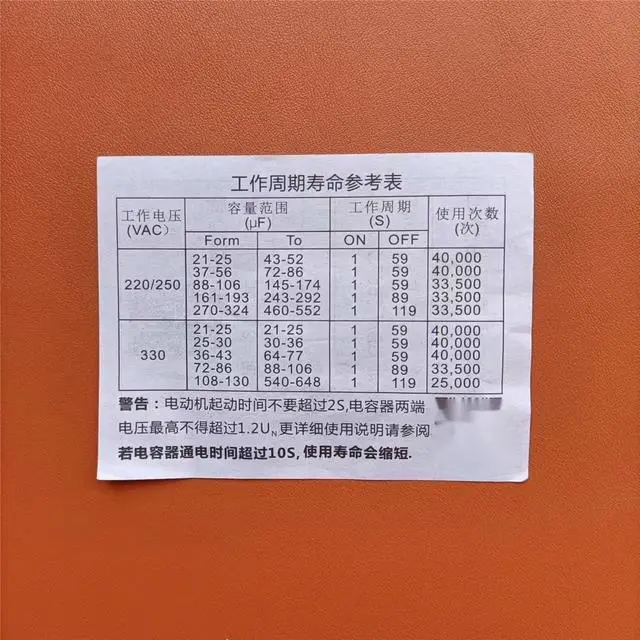 工作周期寿命参考表
工作电压 (VAC) 容量范围 (μF) 工作周期 (S) 使用次数 (次)
Form To ON OFF
220/250
21-25 43-52 1 59 40,000
37-56 72-86 1 59 40,000
88-106 145-174 1 59 33,500
161-193 243-292 1 89 33,500
270-324 460-552 1 119 33,500
330
21-25 21-25 1 59 40,000
25-30 30-36 1 59 40,000
36-43 64-77 1 59 40,000
72-86 88-106 1 89 33,500
108-130 540-648 1 119 25,000
警告：电动机起动时间不要超过2S,电容器两端
电压最高不得超过1.2UN,更详细使用说明请参阅
若电容器通电时间超过10S,使用寿命会缩短.